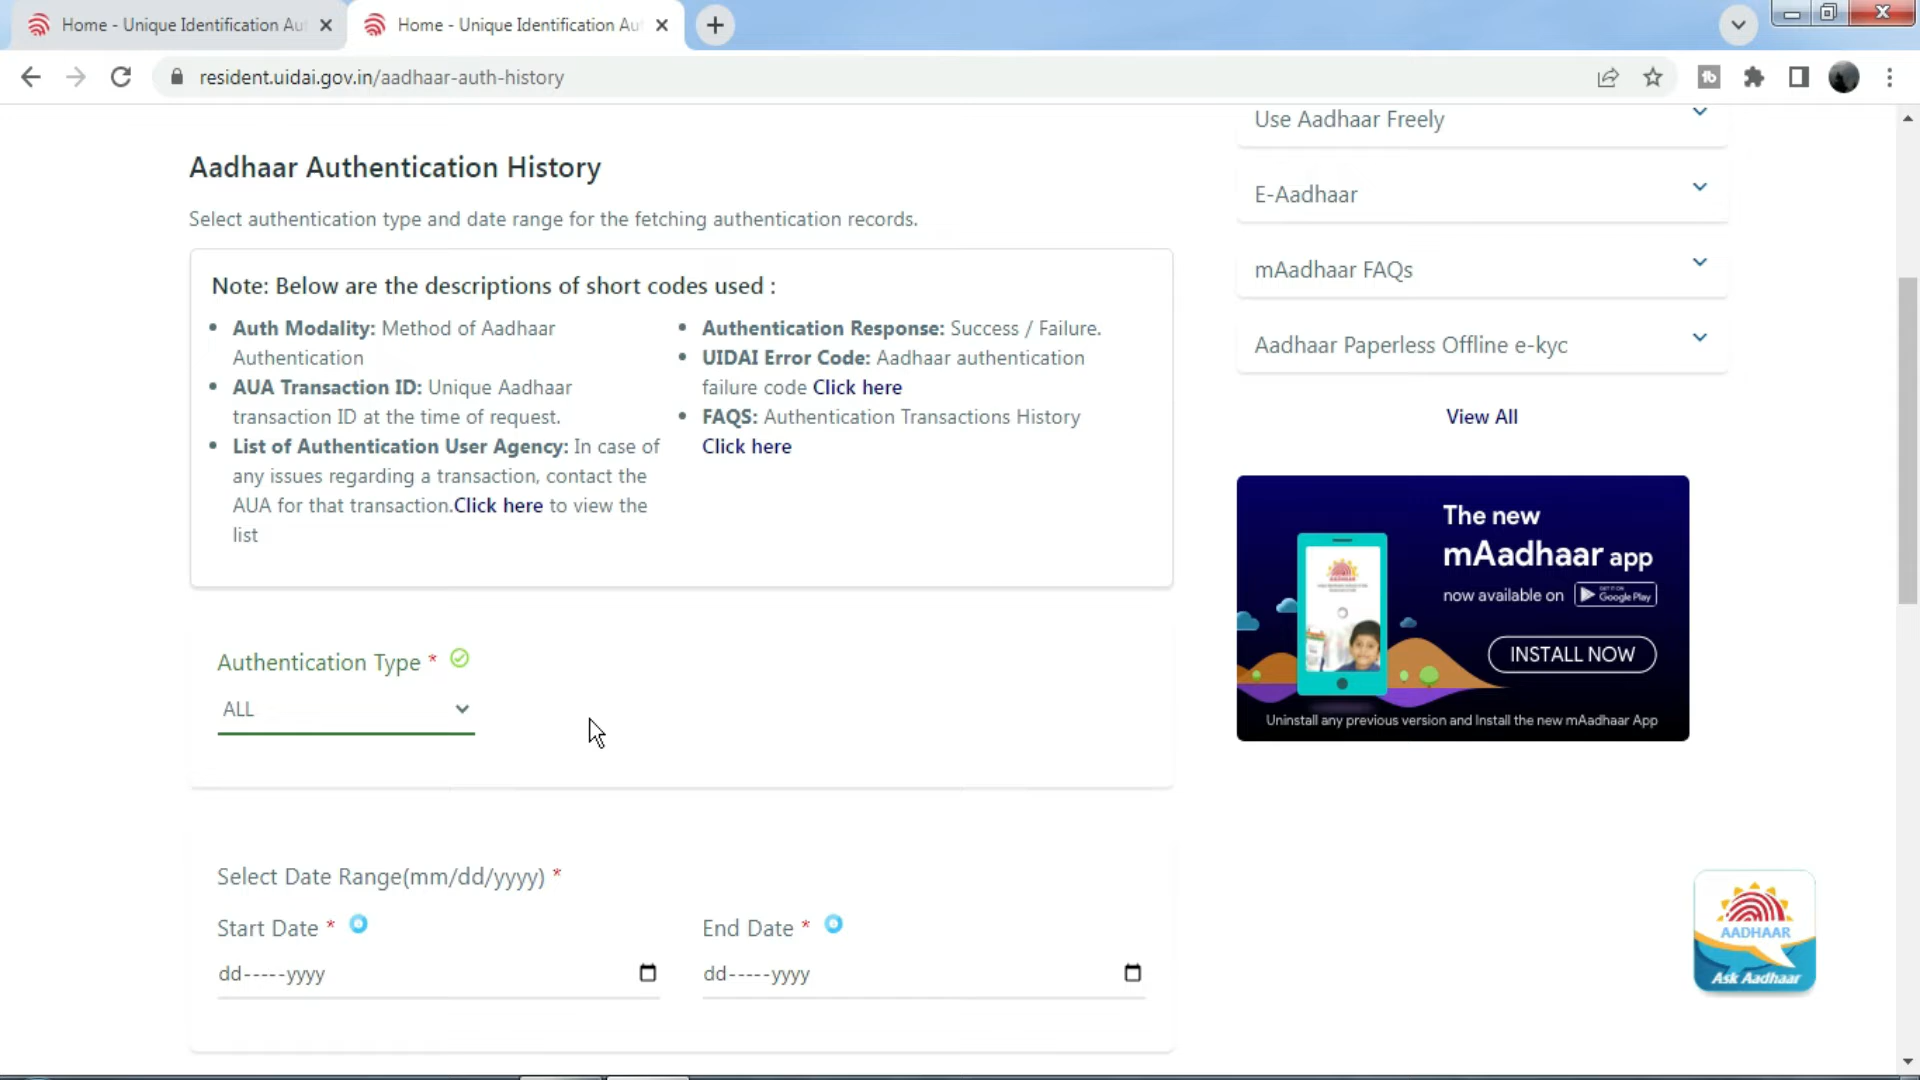 Home - Unique Identification Au
Home - Unique Identification Au
resident.uidai.gov.in/aadhaar-auth-history
Aadhaar Authentication History
Select authentication type and date range for the fetching authentication records.
Note: Below are the descriptions of short codes used :
Auth Modality: Method of Aadhaar
Authentication
AUA Transaction ID: Unique Aadhaar
transaction ID at the time of request.
List of Authentication User Agency: In case of
any issues regarding a transaction, contact the
AUA for that transaction.Click here to view the
list
Authentication Response: Success / Failure.
UIDAI Error Code: Aadhaar authentication
failure code Click here
FAQS: Authentication Transactions History
Click here
Authentication Type *
ALL
Select Date Range(mm/dd/yyyy) *
Start Date *
End Date *
dd-----yyyy
dd-----yyyy
Use Aadhaar Freely
E-Aadhaar
mAadhaar FAQs
Aadhaar Paperless Offline e-kyc
View All
The new
mAadhaar app
now available on
GET IT ON
Google Play
INSTALL NOW
Uninstall any previous version and Install the new mAadhaar App
AADHAAR
Ask Aadhaar